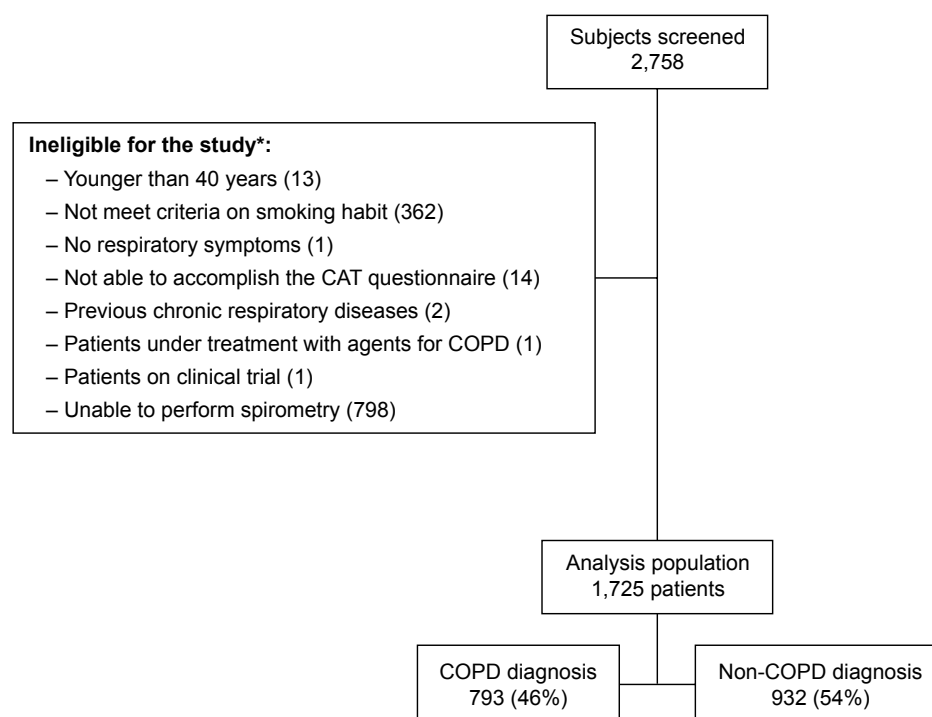 Subjects screened
2,758
Ineligible for the study*:
– Younger than 40 years (13)
– Not meet criteria on smoking habit (362)
– No respiratory symptoms (1)
– Not able to accomplish the CAT questionnaire (14)
– Previous chronic respiratory diseases (2)
– Patients under treatment with agents for COPD (1)
– Patients on clinical trial (1)
– Unable to perform spirometry (798)
Analysis population
1,725 patients
COPD diagnosis
793 (46%)
Non-COPD diagnosis
932 (54%)